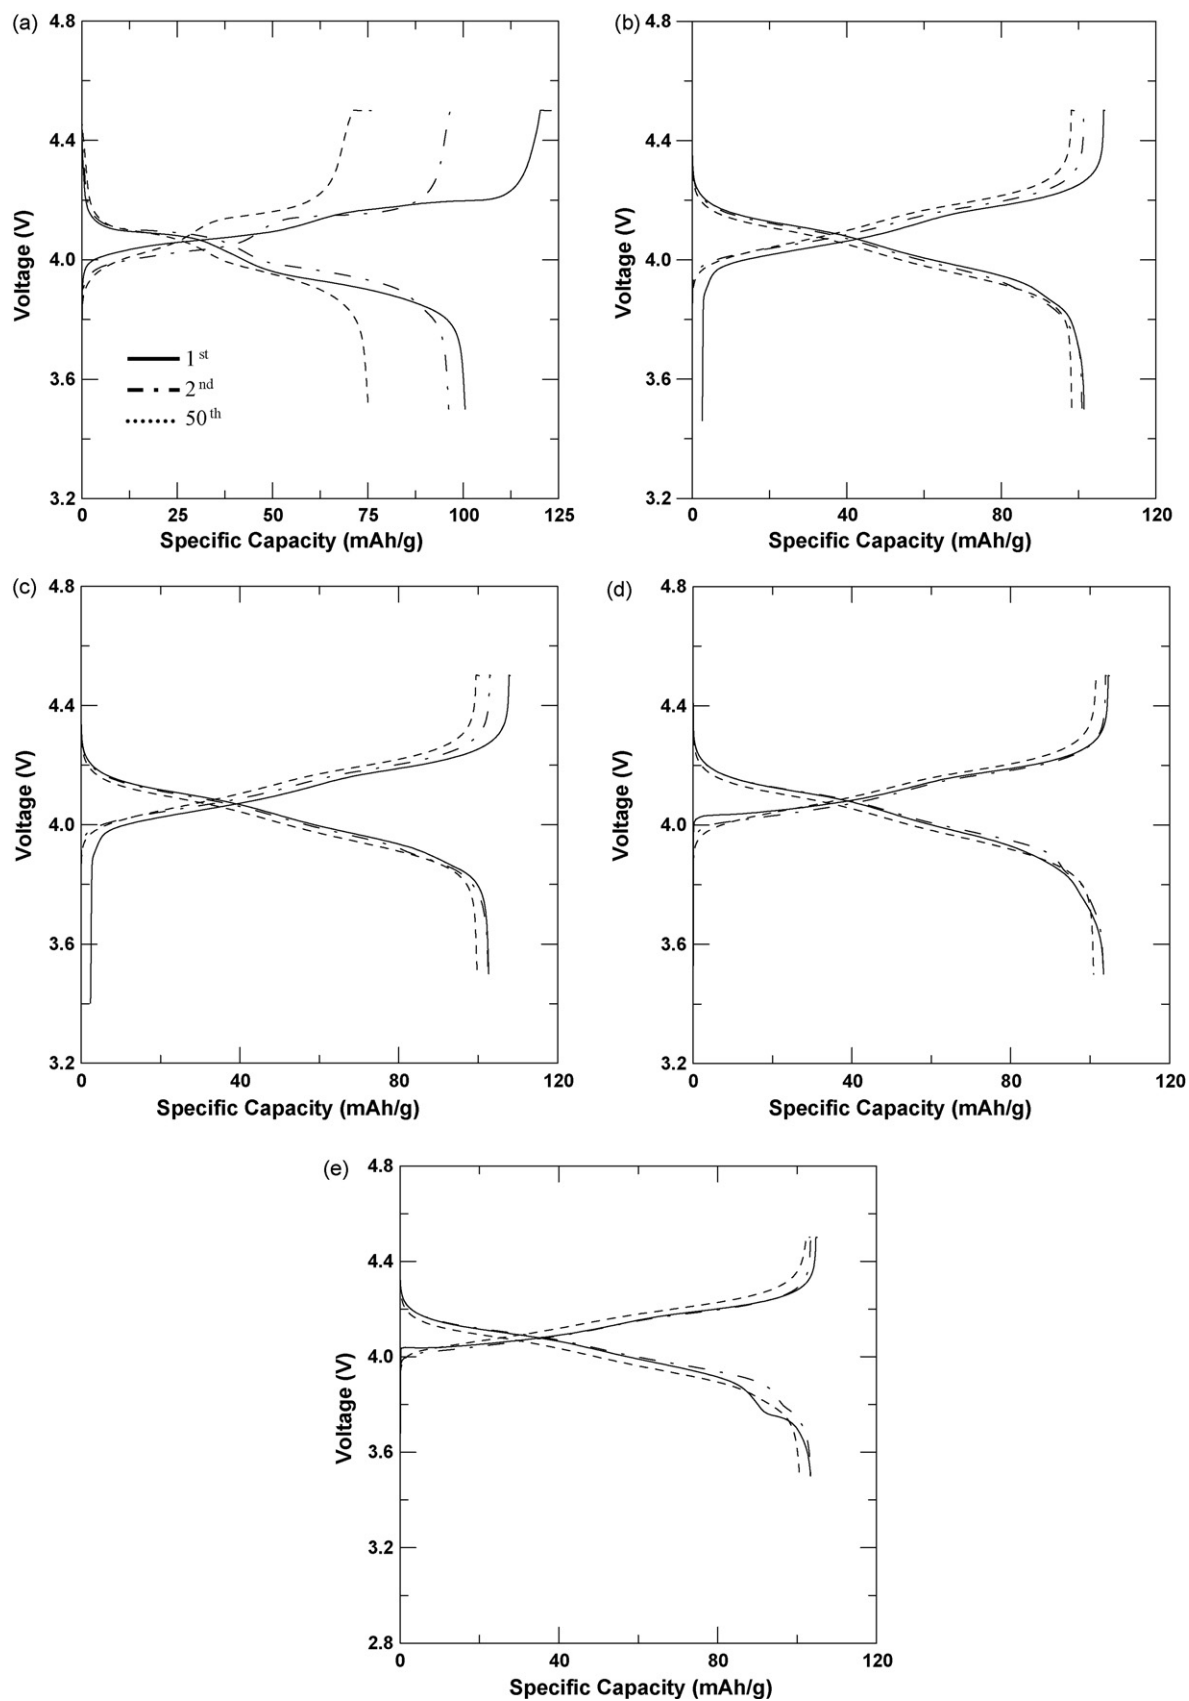 (a)
4.8
4.4
4.0
3.6
3.2
Voltage (V)
1st
2nd
50th
0 25 50 75 100 125
Specific Capacity (mAh/g)
(b)
4.8
4.4
4.0
3.6
3.2
Voltage (V)
0 40 80 120
Specific Capacity (mAh/g)
(c)
4.8
4.4
4.0
3.6
3.2
Voltage (V)
0 40 80 120
Specific Capacity (mAh/g)
(d)
4.8
4.4
4.0
3.6
3.2
Voltage (V)
0 40 80 120
Specific Capacity (mAh/g)
(e)
4.8
4.4
4.0
3.6
3.2
2.8
Voltage (V)
0 40 80 120
Specific Capacity (mAh/g)